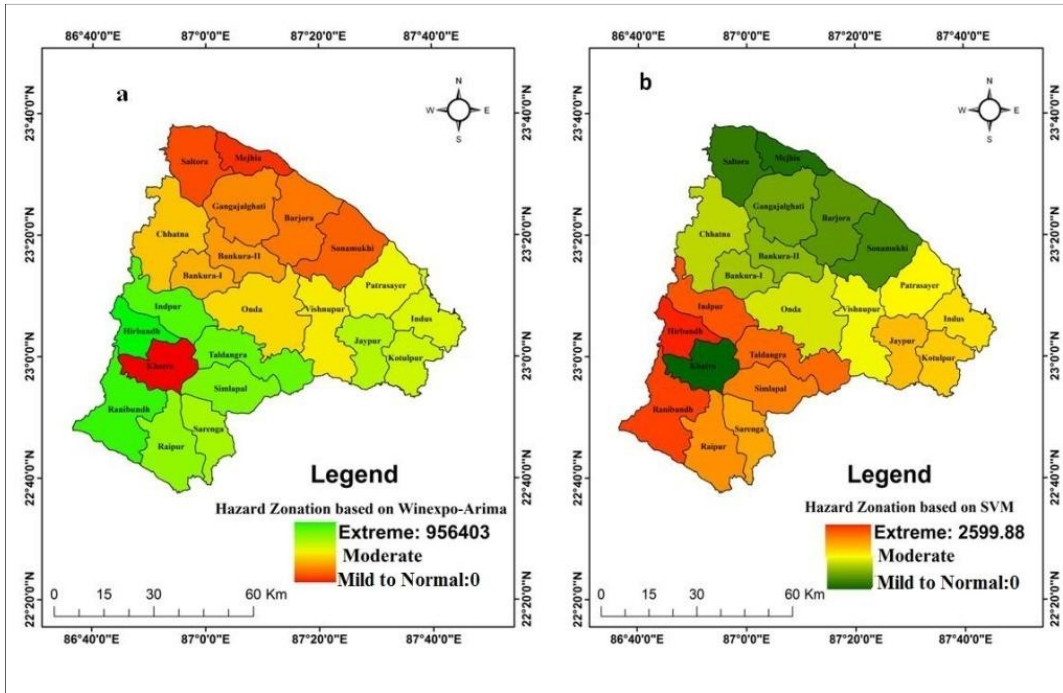 86°40'0"E 87°0'0"E 87°20'0"E 87°40'0"E
a
N
W E
S
23°40'0"N
23°20'0"N
23°0'0"N
22°40'0"N
22°20'0"N
23°40'0"N
23°20'0"N
23°0'0"N
22°40'0"N
22°20'0"N
Saltora
Mejhia
Gangajalghati
Barjora
Chhatna
Bankura-II
Sonamukhi
Bankura-I
Patrasayer
Indpur
Onda
Vishnupur
Indus
Hirbandh
Jaypur
Kotulpur
Taldangra
Khatra
Simlapal
Ranibundh
Sarenga
Raipur
Legend
Hazard Zonation based on Winexpo-Arima
Extreme: 956403
Moderate
Mild to Normal:0
0 15 30 60 Km
86°40'0"E 87°0'0"E 87°20'0"E 87°40'0"E
86°40'0"E 87°0'0"E 87°20'0"E 87°40'0"E
b
N
W E
S
23°40'0"N
23°20'0"N
23°0'0"N
22°40'0"N
22°20'0"N
23°40'0"N
23°20'0"N
23°0'0"N
22°40'0"N
22°20'0"N
Saltora
Mejhia
Gangajalghati
Barjora
Chhatna
Bankura-II
Sonamukhi
Bankura-I
Patrasayer
Indpur
Onda
Vishnupur
Indus
Hirbandh
Jaypur
Kotulpur
Taldangra
Khatra
Simlapal
Ranibundh
Sarenga
Raipur
Legend
Hazard Zonation based on SVM
Extreme: 2599.88
Moderate
Mild to Normal:0
0 15 30 60 Km
86°40'0"E 87°0'0"E 87°20'0"E 87°40'0"E